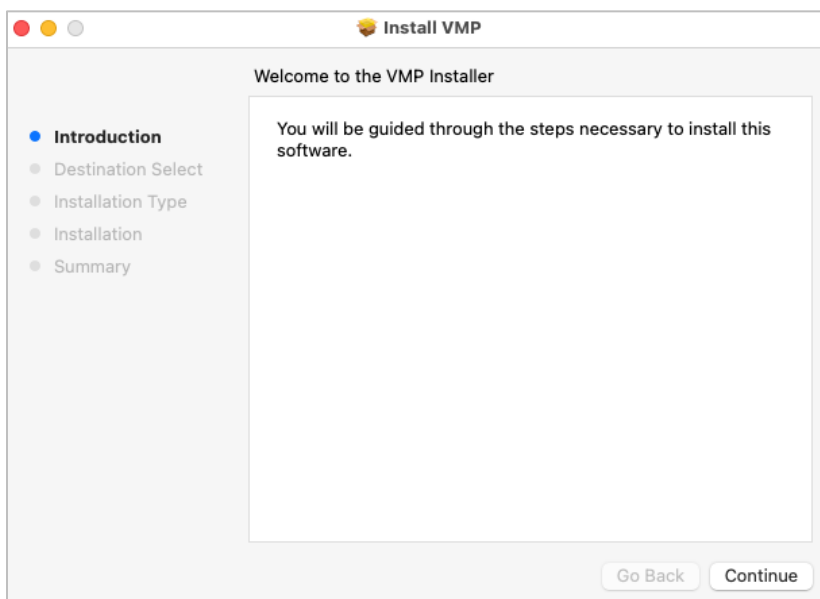 Install VMP
Welcome to the VMP Installer
Introduction
Destination Select
Installation Type
Installation
Summary
You will be guided through the steps necessary to install this
software.
Go Back
Continue